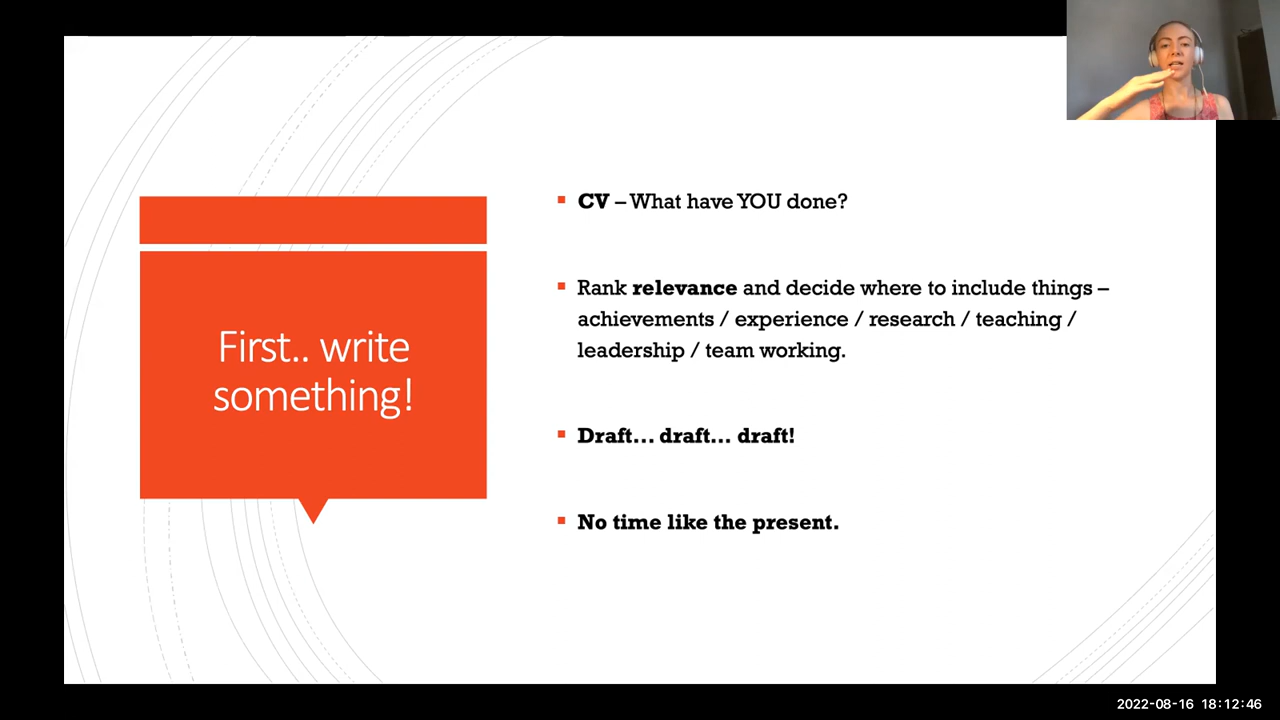 First.. write
something!
CV – What have YOU done?
Rank relevance and decide where to include things –
achievements / experience / research / teaching /
leadership / team working.
Draft... draft... draft!
No time like the present.
2022-08-16 18:12:46